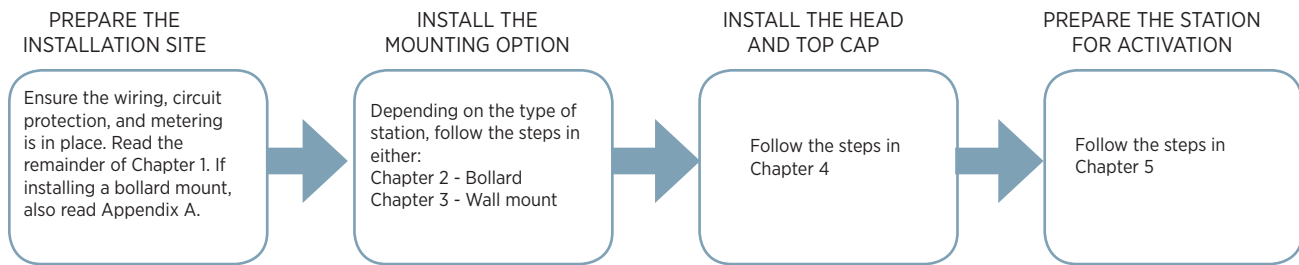 PREPARE THE
INSTALLATION SITE
Ensure the wiring, circuit
protection, and metering
is in place. Read the
remainder of Chapter 1. If
installing a bollard mount,
also read Appendix A.
INSTALL THE
MOUNTING OPTION
Depending on the type of
station, follow the steps in
either:
Chapter 2 - Bollard
Chapter 3 - Wall mount
INSTALL THE HEAD
AND TOP CAP
Follow the steps in
Chapter 4
PREPARE THE STATION
FOR ACTIVATION
Follow the steps in
Chapter 5